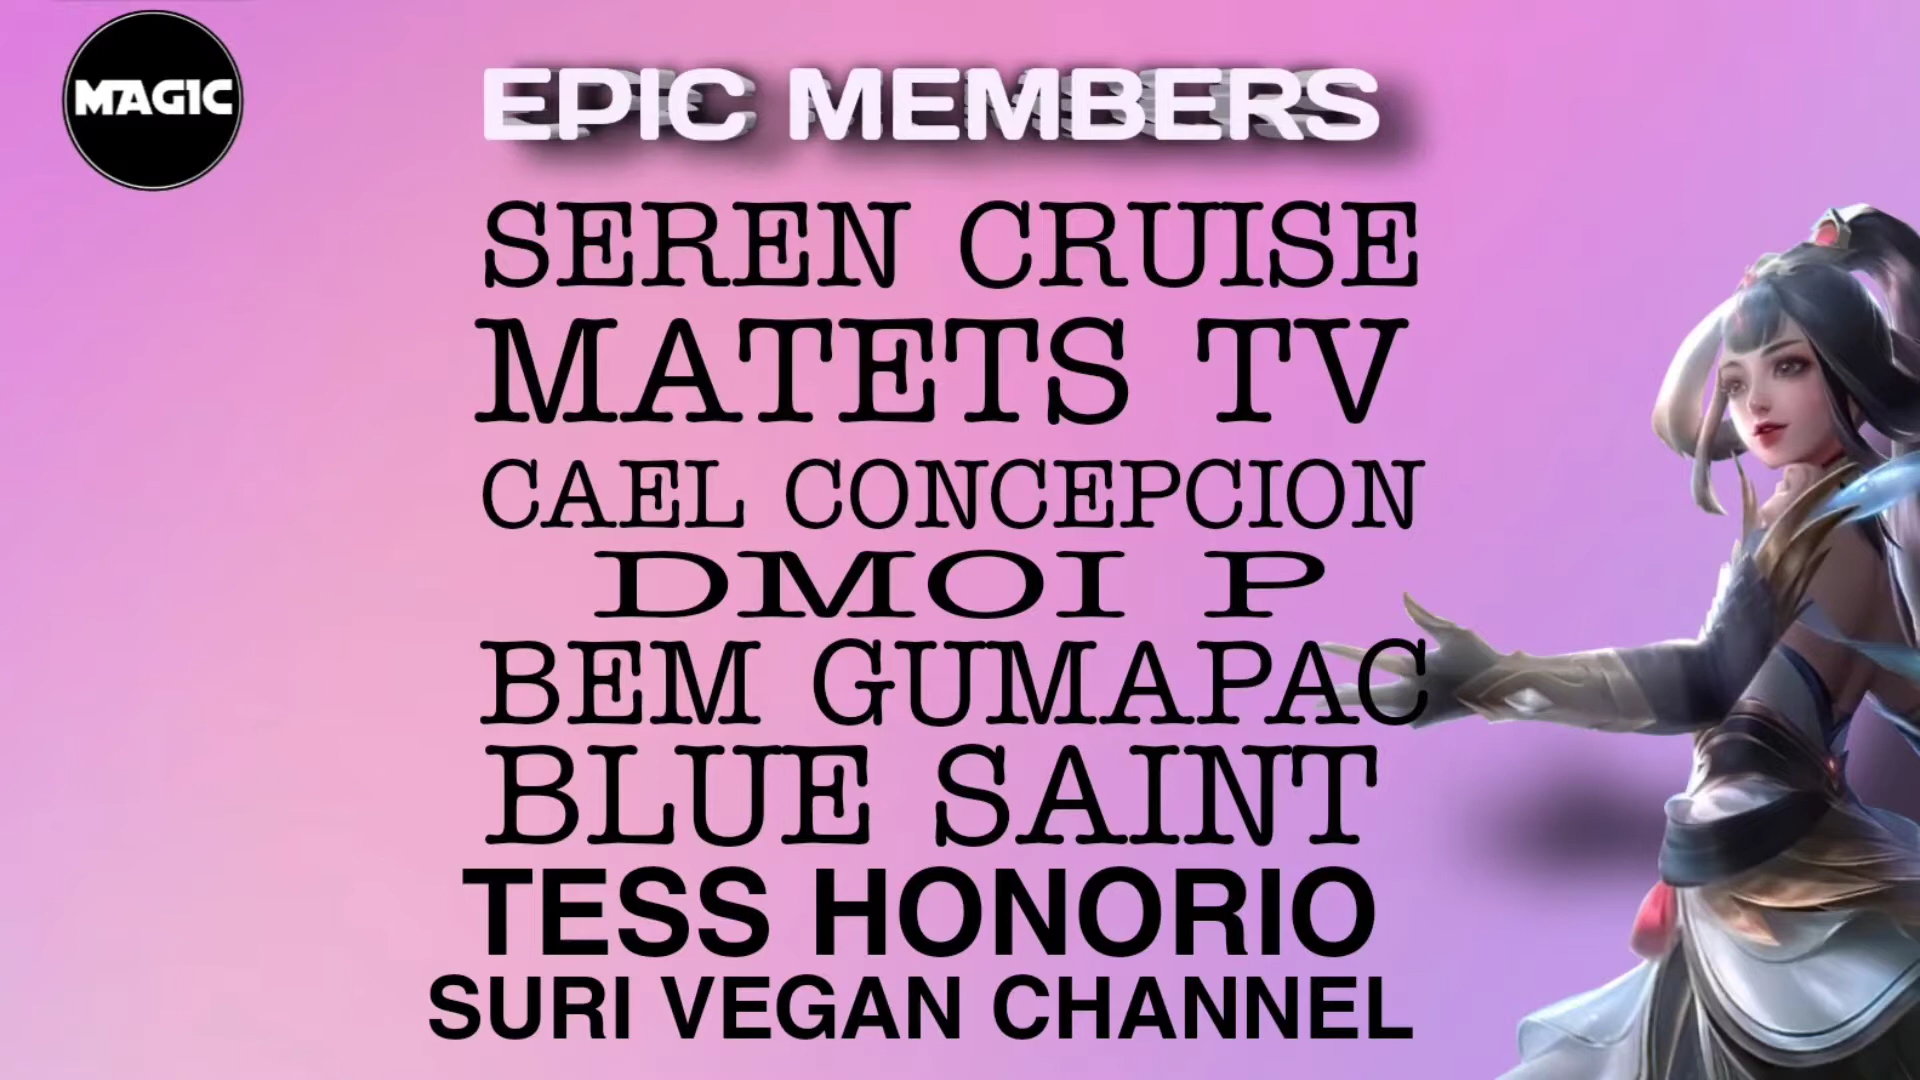 MAGIC
EPIC MEMBERS
SEREN CRUISE
MATETS TV
CAEL CONCEPCION
DMOI P
BEM GUMAPAC
BLUE SAINT
TESS HONORIO
SURI VEGAN CHANNEL